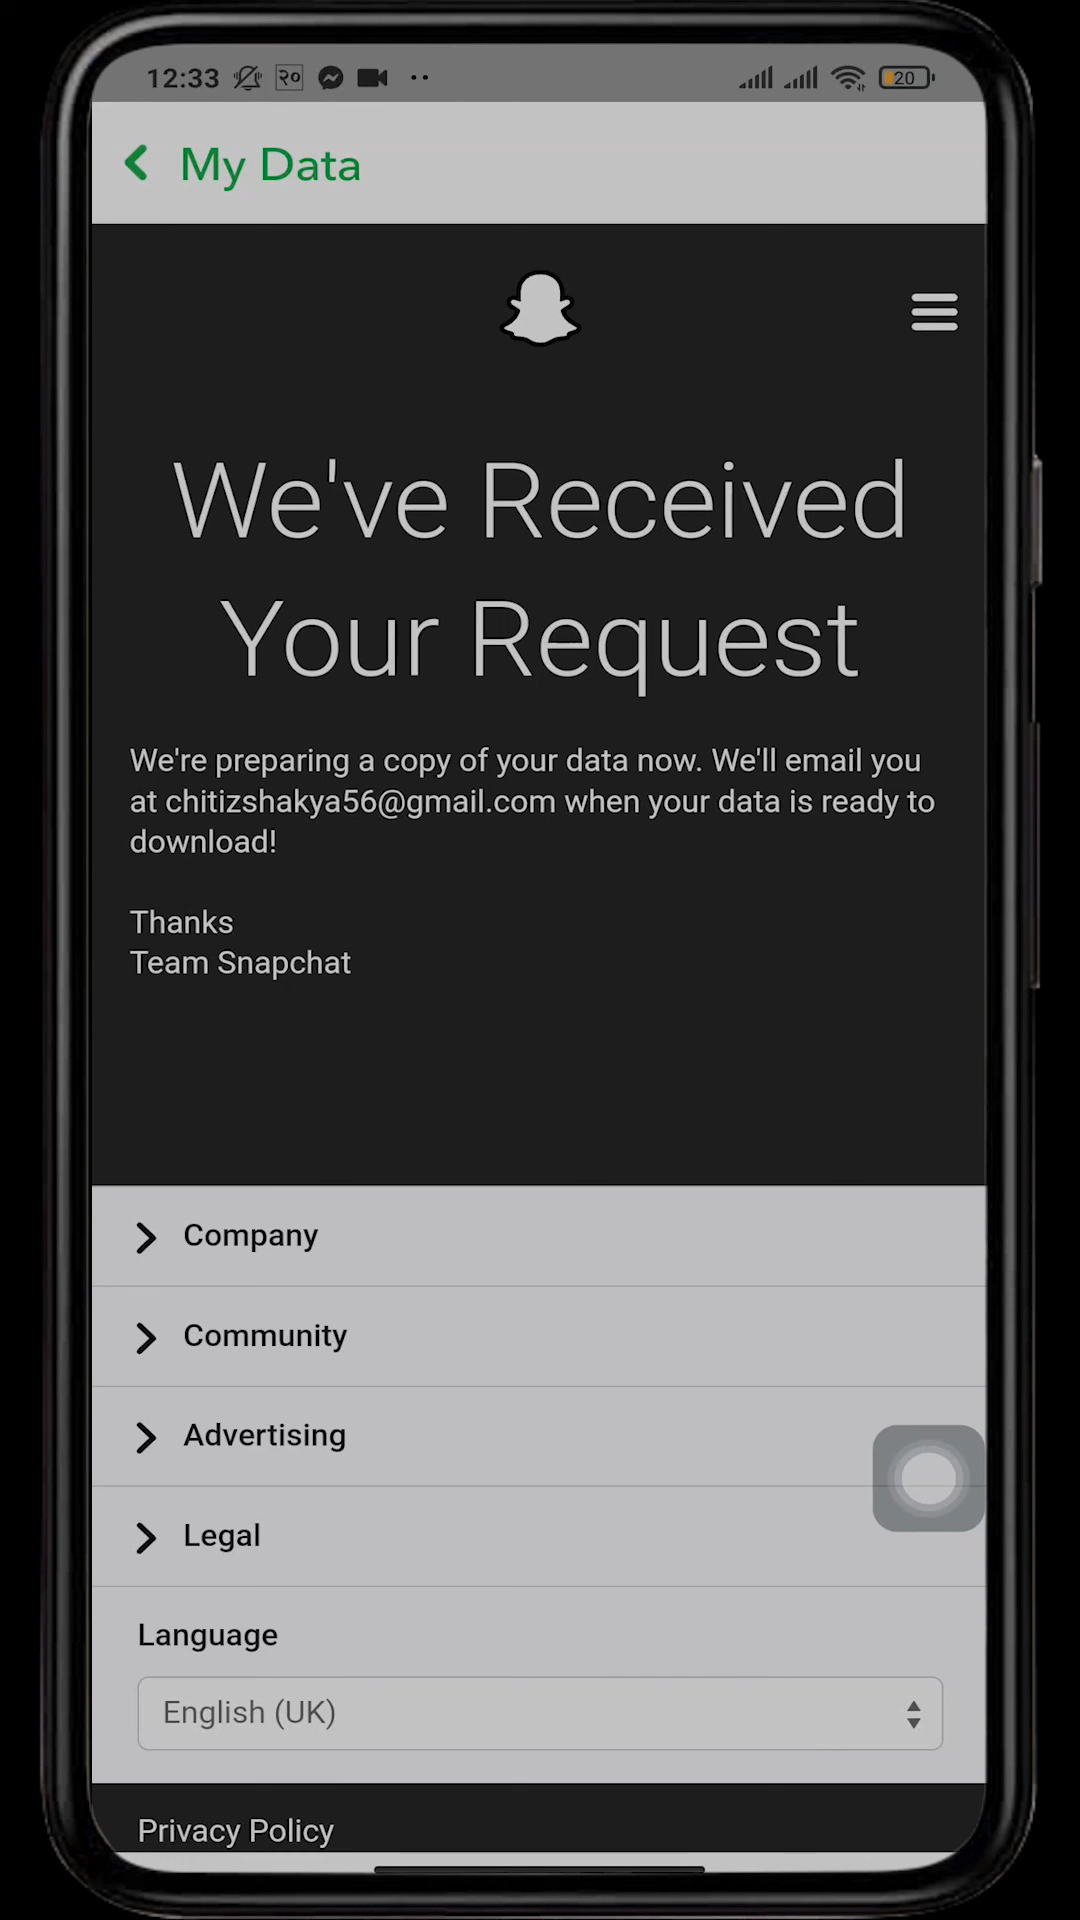 12:33 २० 20
My Data
We've Received
Your Request
We're preparing a copy of your data now. We'll email you
at chitizshakya56@gmail.com when your data is ready to
download!
Thanks
Team Snapchat
Company
Community
Advertising
Legal
Language
English (UK)
Privacy Policy